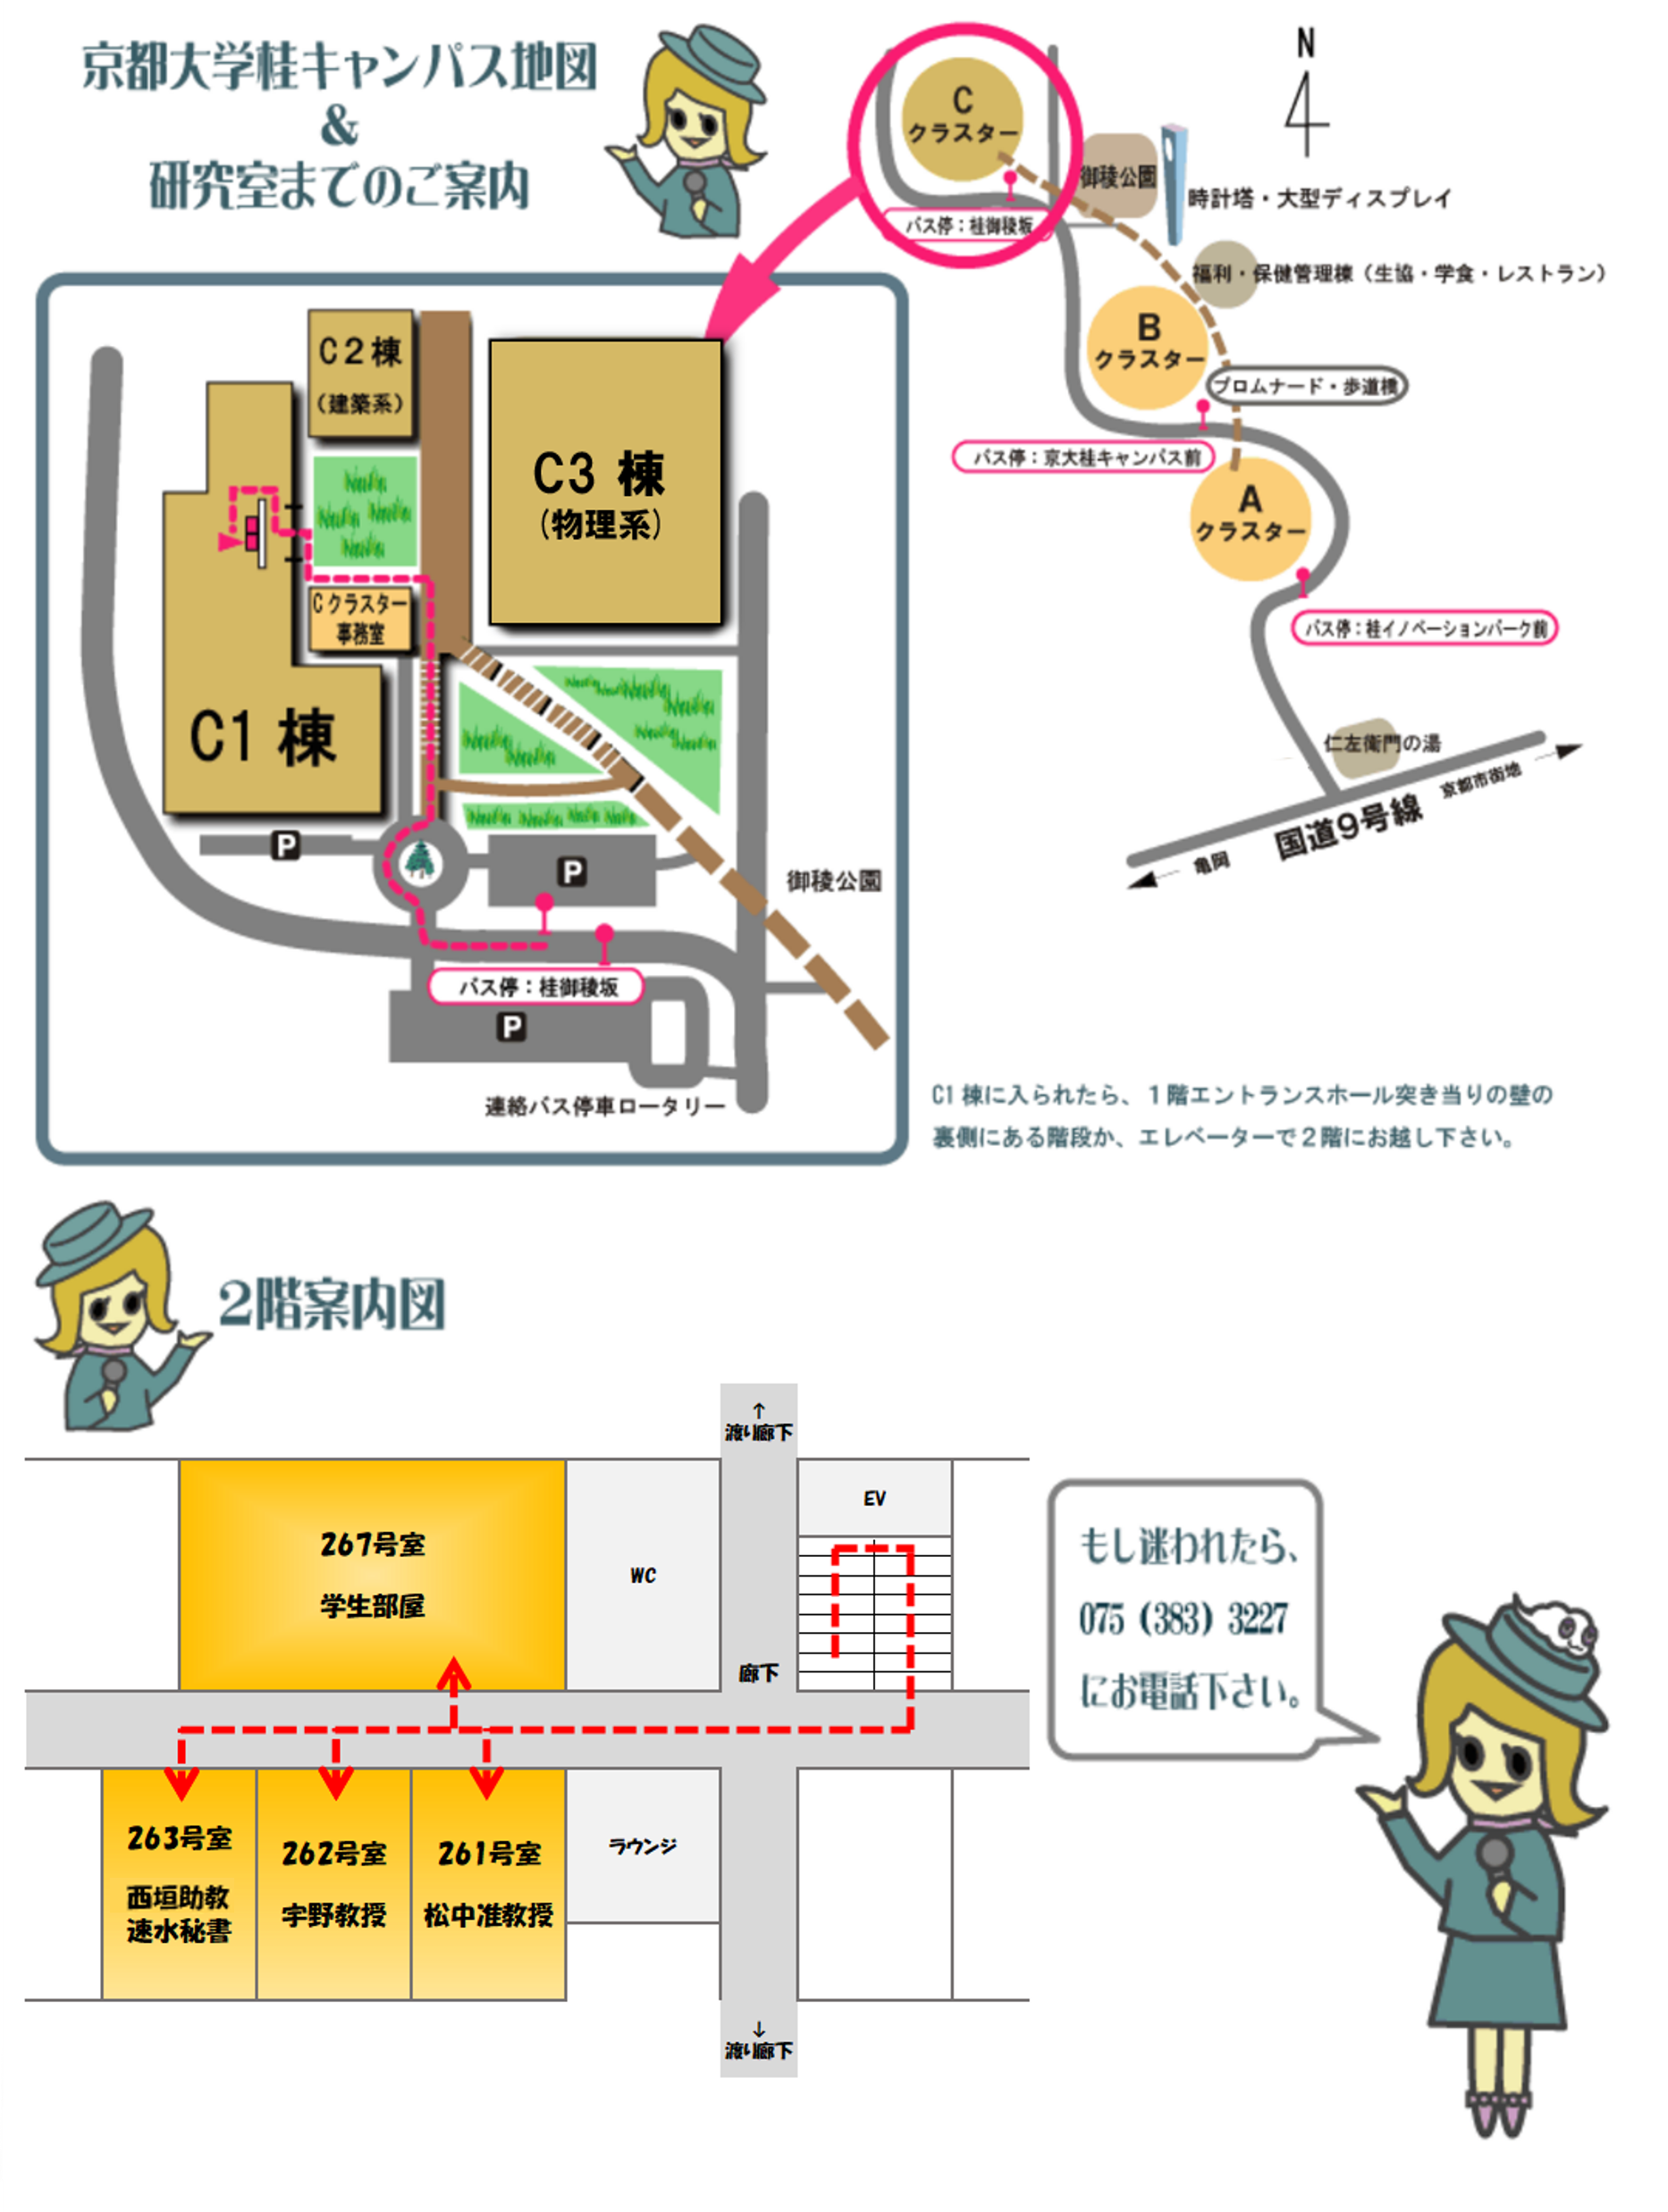 京都大学桂キャンパス地図
&
研究室までのご案内
N
C
クラスター
御陵公園
時計塔・大型ディスプレイ
バス停：桂御陵坂
福利・保健管理棟（生協・学食・レストラン）
B
クラスター
プロムナード・歩道橋
バス停：京大桂キャンパス前
A
クラスター
バス停：桂イノベーションパーク前
仁左衛門の湯
京都市街地
国道9号線
亀岡
C2棟
（建築系）
C3 棟
（物理系）
Cクラスター
事務室
C1 棟
P
P
御陵公園
バス停：桂御陵坂
P
連絡バス停車ロータリー
C1 棟に入られたら、１階エントランスホール突き当りの壁の
裏側にある階段か、エレベーターで２階にお越し下さい。
2階案内図
↑
渡り廊下
EV
267号室
学生部屋
WC
廊下
もし迷われたら、
075（383）3227
にお電話下さい。
263号室
西垣助教
速水秘書
262号室
宇野教授
261号室
松中准教授
ラウンジ
↓
渡り廊下